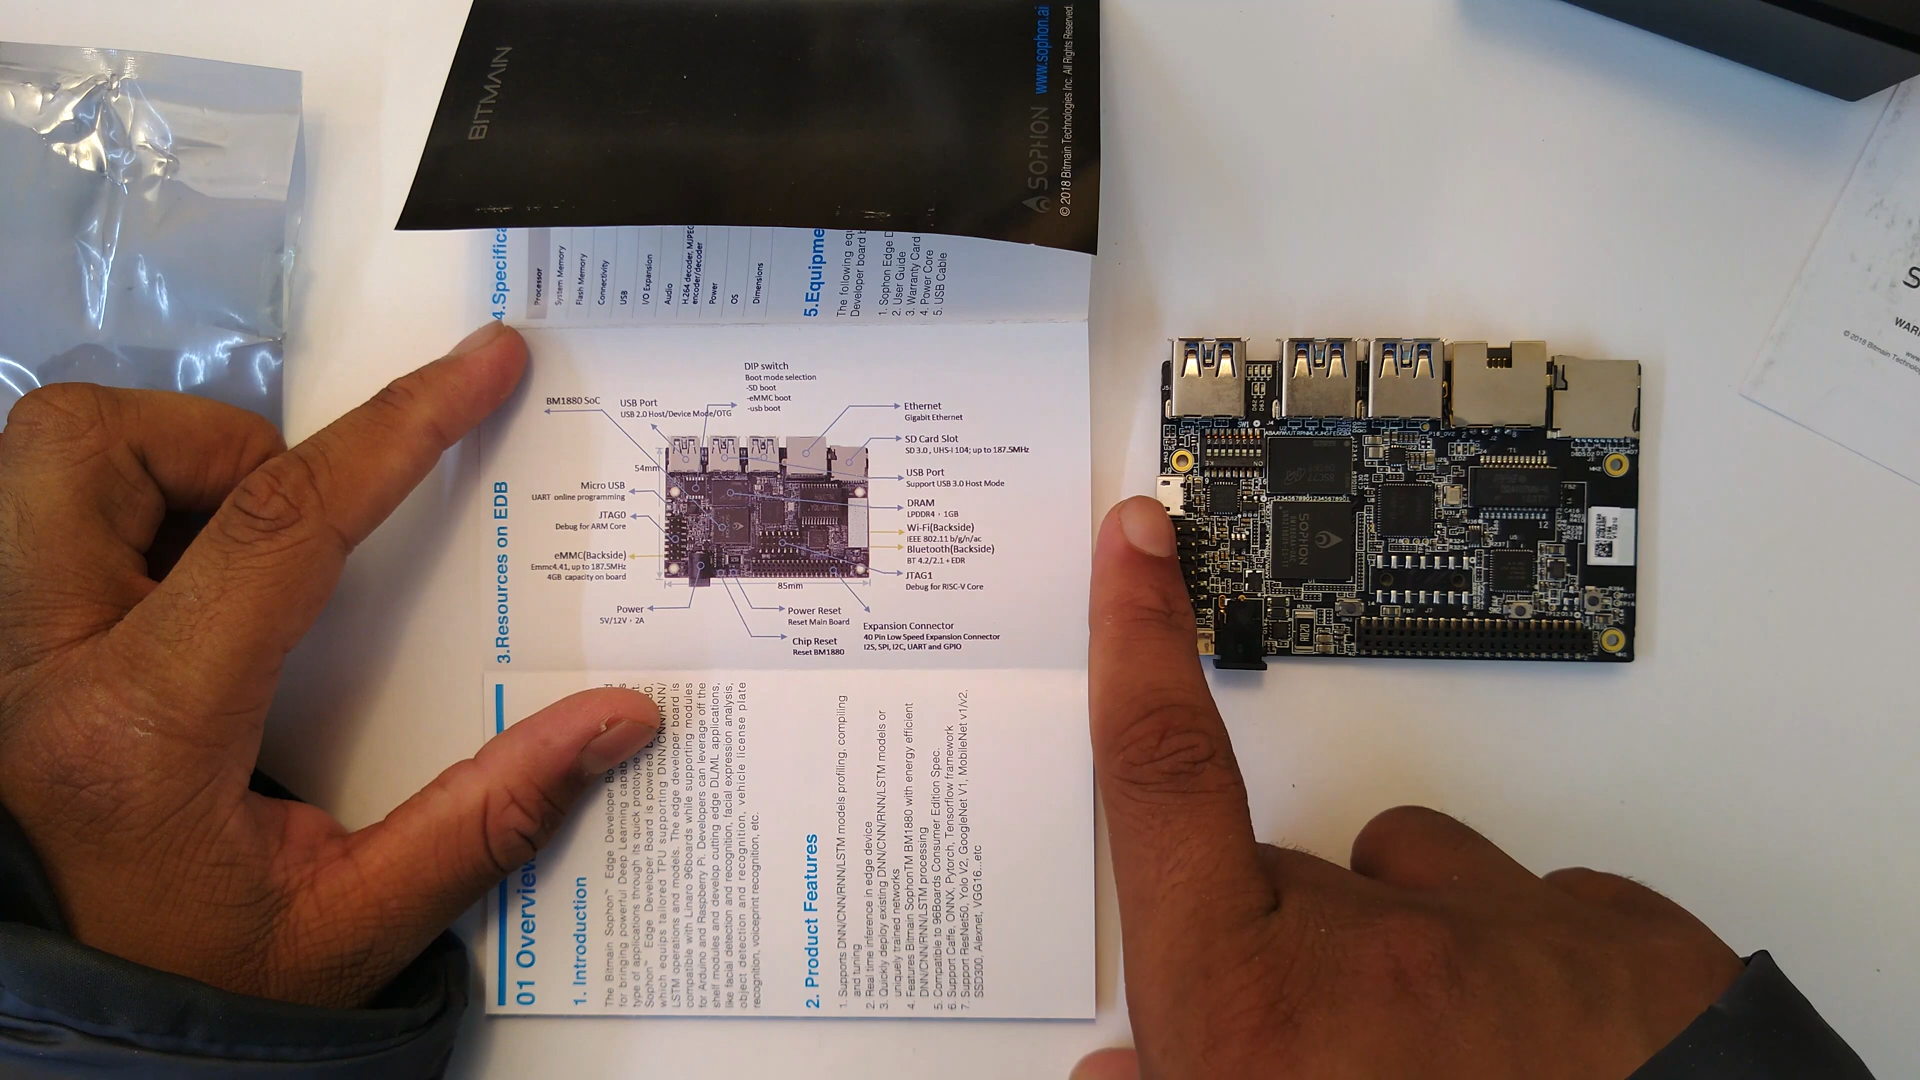 BITMAIN
SOPHON www.sophon.ai
© 2018 Bitmain Technologies Inc. All Rights Reserved.
4.Specifica
Processor
System Memory
Flash Memory
Connectivity
USB
I/O Expansion
Audio
H.264 decoder, MJPEG
encoder/decoder
Power
OS
Dimensions
5.Equipme
The following equ
Developer board b
1. Sophon Edge D
2. User Guide
3. Warranty Card
4. Power Core
5. USB Cable
3.Resources on EDB
DIP switch
Boot mode selection
-SD boot
-eMMC boot
-usb boot
BM1880 SoC
USB Port
USB 2.0 Host/Device Mode/OTG
Ethernet
Gigabit Ethernet
SD Card Slot
SD 3.0 , UHS-I 104; up to 187.5MHz
54mm
USB Port
Support USB 3.0 Host Mode
Micro USB
UART online programming
DRAM
LPDDR4 · 1GB
JTAG0
Debug for ARM Core
Wi-Fi(Backside)
IEEE 802.11 b/g/n/ac
Bluetooth(Backside)
BT 4.2/2.1 + EDR
eMMC(Backside)
Emmc4.41, up to 187.5MHz
4GB capacity on board
JTAG1
Debug for RISC-V Core
85mm
Power
5V/12V · 2A
Power Reset
Reset Main Board
Chip Reset
Reset BM1880
Expansion Connector
40 Pin Low Speed Expansion Connector
I2S, SPI, I2C, UART and GPIO
01 Overview
1. Introduction
The Bitmain Sophon™ Edge Developer Bo
for bringing powerful Deep Learning capab
type of applications through its quick prototype
Sophon™ Edge Developer Board is powered
which equips tailored TPU supporting DNN/CNN/RNN/
LSTM operations and models. The edge developer board is
compatible with Linaro 96boards while supporting modules
for Arduino and Raspberry Pi. Developers can leverage off the
shelf modules and develop cutting edge DL/ML applications,
like facial detection and recognition, facial expression analysis,
object detection and recognition, vehicle license plate
recognition, voiceprint recognition, etc.
2. Product Features
1. Supports DNN/CNN/RNN/LSTM models profiling, compiling
and tuning
2. Real time inference in edge device
3. Quickly deploy existing DNN/CNN/RNN/LSTM models or
uniquely trained networks
4. Features Bitmain SophonTM BM1880 with energy efficient
DNN/CNN/RNN/LSTM processing
5. Compatible to 96Boards Consumer Edition Spec.
6. Support Caffe, ONNX, Pytorch, Tensorflow framework
7. Support ResNet50, Yolo V2, GoogleNet V1, MobileNet v1/v2,
SSD300, Alexnet, VGG16...etc
SOPHON
R020
S
WAR
© 2018 Bitmain Technolo